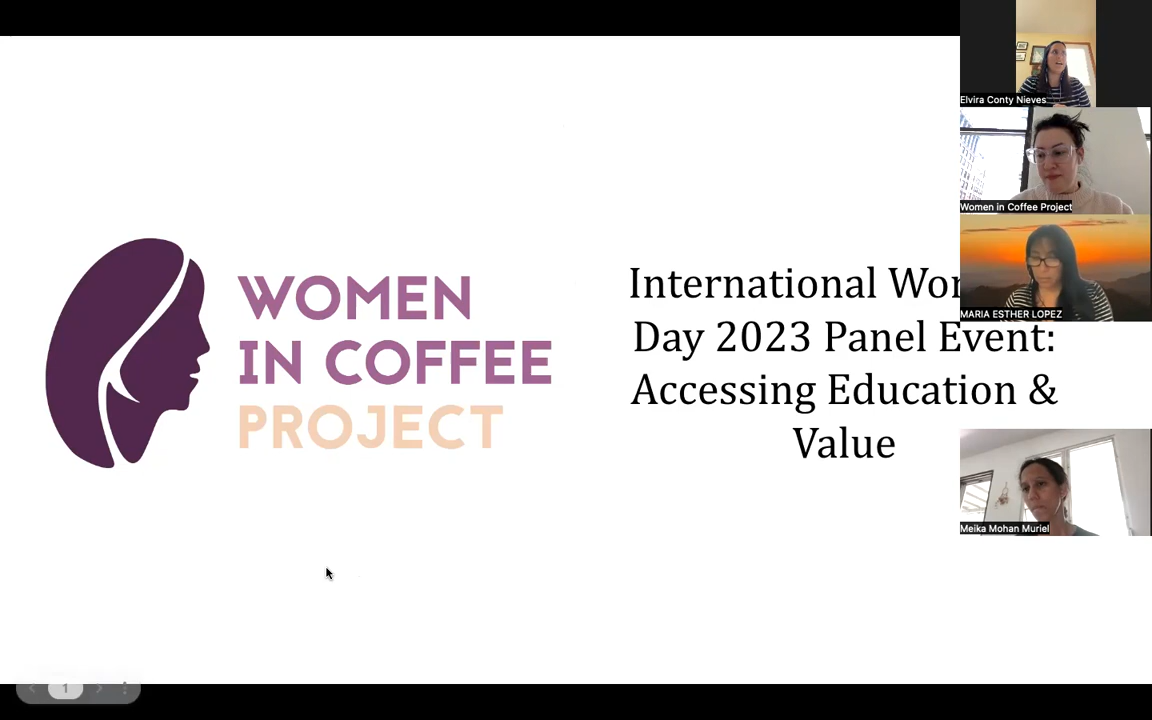 WOMEN
IN COFFEE
PROJECT
International Wo
Day 2023 Panel Event:
Accessing Education &
Value
Elvira Conty Nieves
Women in Coffee Project
MARIA ESTHER LOPEZ
Meika Mohan Muriel
1